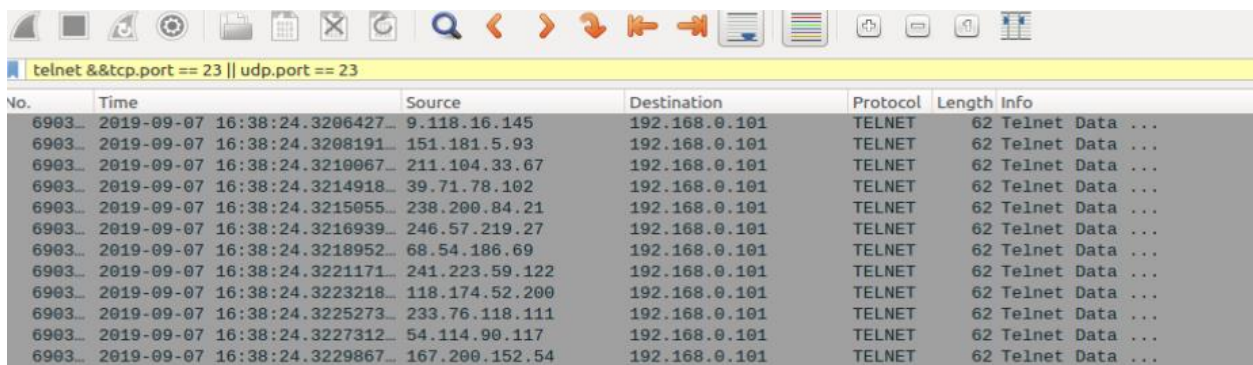 telnet &&tcp.port == 23 || udp.port == 23
No. Time Source Destination Protocol Length Info
6903… 2019-09-07 16:38:24.3206427… 9.118.16.145 192.168.0.101 TELNET 62 Telnet Data ...
6903… 2019-09-07 16:38:24.3208191… 151.181.5.93 192.168.0.101 TELNET 62 Telnet Data ...
6903… 2019-09-07 16:38:24.3210067… 211.104.33.67 192.168.0.101 TELNET 62 Telnet Data ...
6903… 2019-09-07 16:38:24.3214918… 39.71.78.102 192.168.0.101 TELNET 62 Telnet Data ...
6903… 2019-09-07 16:38:24.3215055… 238.200.84.21 192.168.0.101 TELNET 62 Telnet Data ...
6903… 2019-09-07 16:38:24.3216939… 246.57.219.27 192.168.0.101 TELNET 62 Telnet Data ...
6903… 2019-09-07 16:38:24.3218952… 68.54.186.69 192.168.0.101 TELNET 62 Telnet Data ...
6903… 2019-09-07 16:38:24.3221171… 241.223.59.122 192.168.0.101 TELNET 62 Telnet Data ...
6903… 2019-09-07 16:38:24.3223218… 118.174.52.200 192.168.0.101 TELNET 62 Telnet Data ...
6903… 2019-09-07 16:38:24.3225273… 233.76.118.111 192.168.0.101 TELNET 62 Telnet Data ...
6903… 2019-09-07 16:38:24.3227312… 54.114.90.117 192.168.0.101 TELNET 62 Telnet Data ...
6903… 2019-09-07 16:38:24.3229867… 167.200.152.54 192.168.0.101 TELNET 62 Telnet Data ...